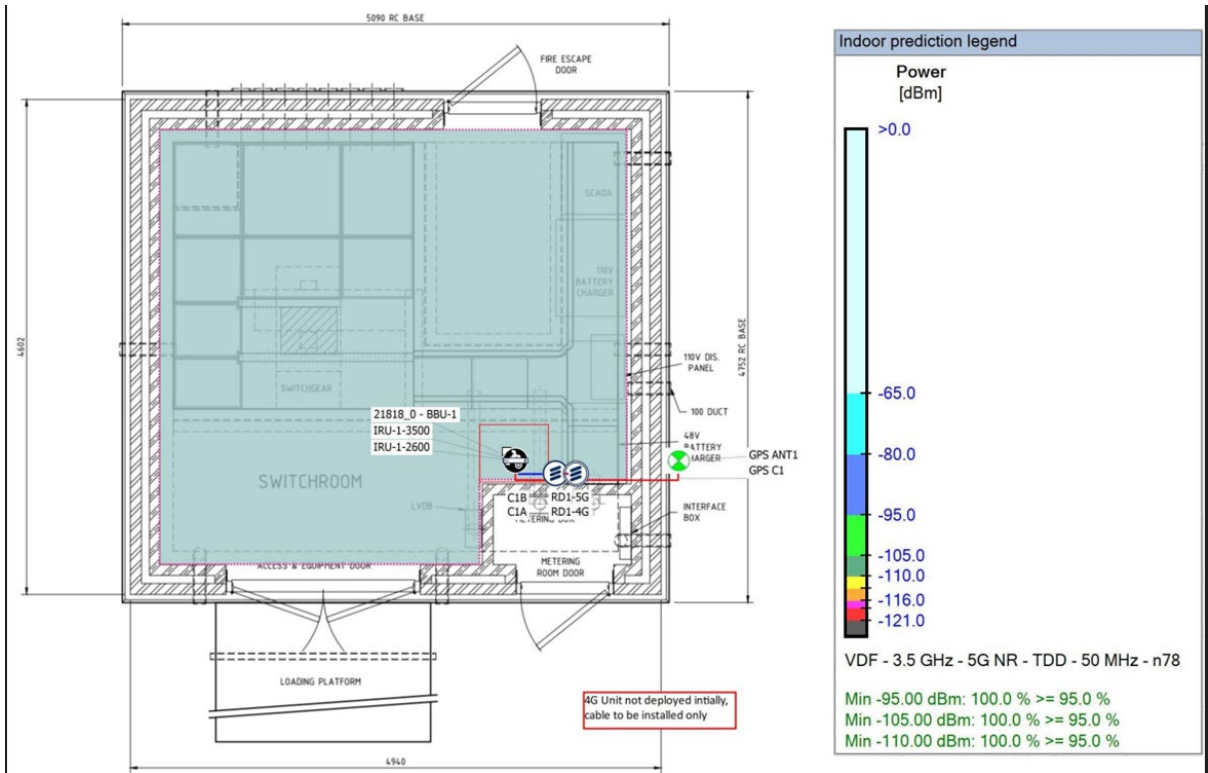 5090 RC BASE
FIRE ESCAPE
DOOR
SCADA
110V
BATTERY
CHARGER
4602
4752 RC BASE
110V DIS.
PANEL
SWITCHGEAR
100 DUCT
21818_0 - BBU-1
IRU-1-3500
IRU-1-2600
48V
GPS ANT1
GPS C1
SWITCHROOM
C1B RD1-5G
C1A RD1-4G
LVDB
INTERFACE
BOX
METERING
ROOM DOOR
ACCESS & EQUIPMENT DOOR
LOADING PLATFORM
4G Unit not deployed intially,
cable to be installed only
4940
Indoor prediction legend
Power
[dBm]
>0.0
-65.0
-80.0
-95.0
-105.0
-110.0
-116.0
-121.0
VDF - 3.5 GHz - 5G NR - TDD - 50 MHz - n78
Min -95.00 dBm: 100.0 % >= 95.0 %
Min -105.00 dBm: 100.0 % >= 95.0 %
Min -110.00 dBm: 100.0 % >= 95.0 %